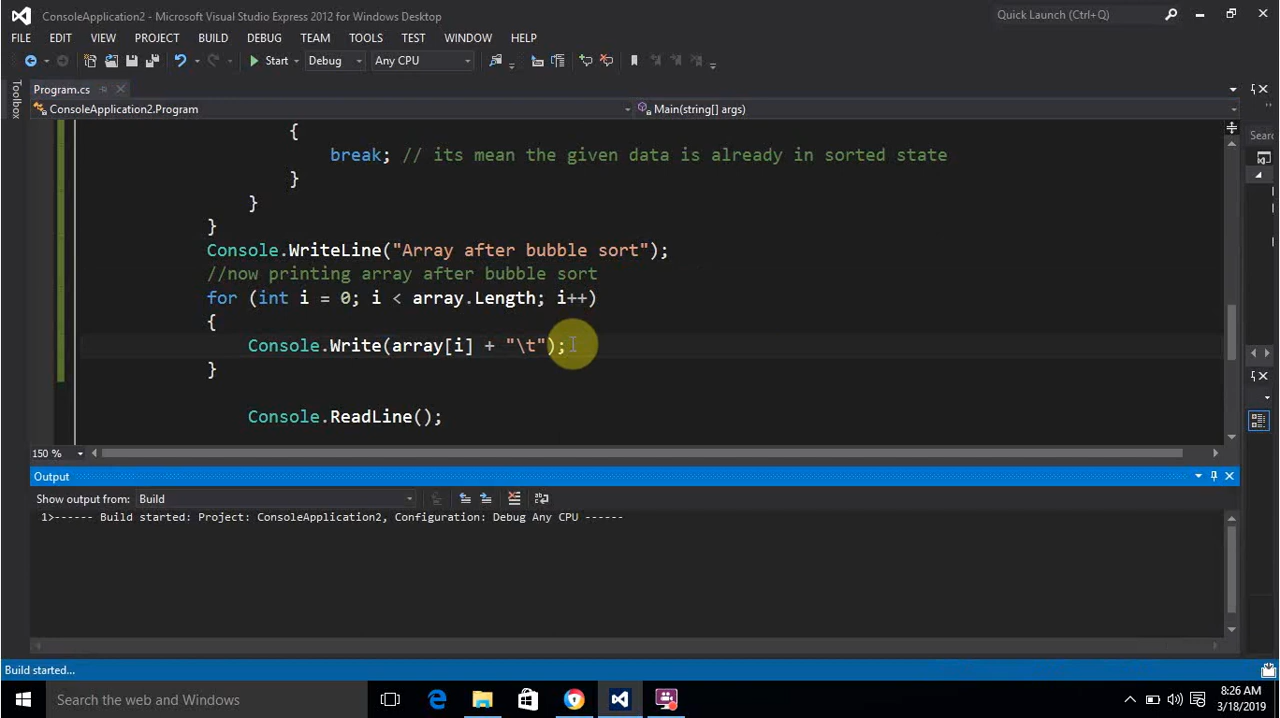 ConsoleApplication2 - Microsoft Visual Studio Express 2012 for Windows Desktop
Quick Launch (Ctrl+Q)
FILE EDIT VIEW PROJECT BUILD DEBUG TEAM TOOLS TEST WINDOW HELP
Start Debug Any CPU
Toolbox
Program.cs
ConsoleApplication2.Program Main(string[] args)
{
break; // its mean the given data is already in sorted state
}
}
}
Console.WriteLine("Array after bubble sort");
//now printing array after bubble sort
for (int i = 0; i < array.Length; i++)
{
Console.Write(array[i] + "\t");
}
Console.ReadLine();
150 %
Output
Show output from: Build
1>------ Build started: Project: ConsoleApplication2, Configuration: Debug Any CPU ------
Build started...
Search the web and Windows
8:26 AM
3/18/2019